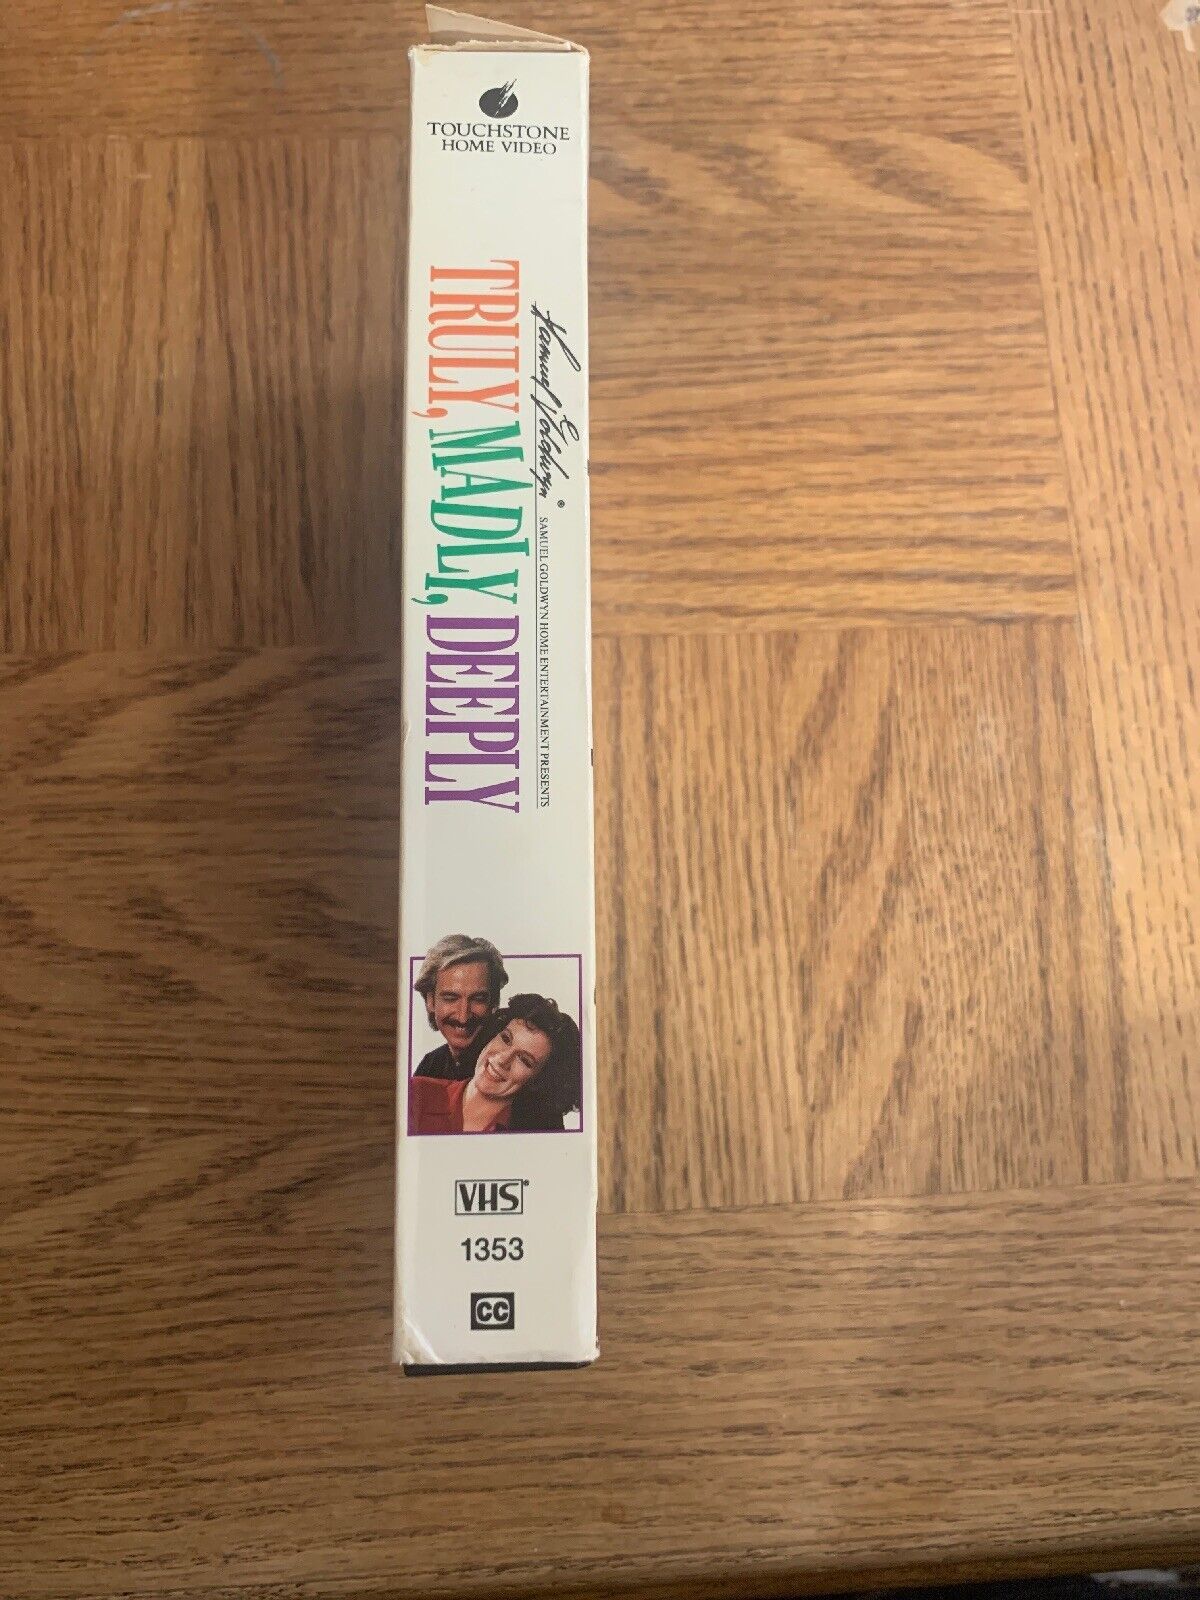 TOUCHSTONE
HOME VIDEO
Samuel Goldwyn®
SAMUEL GOLDWYN HOME ENTERTAINMENT PRESENTS
TRULY, MADLY, DEEPLY
VHS®
1353
CC